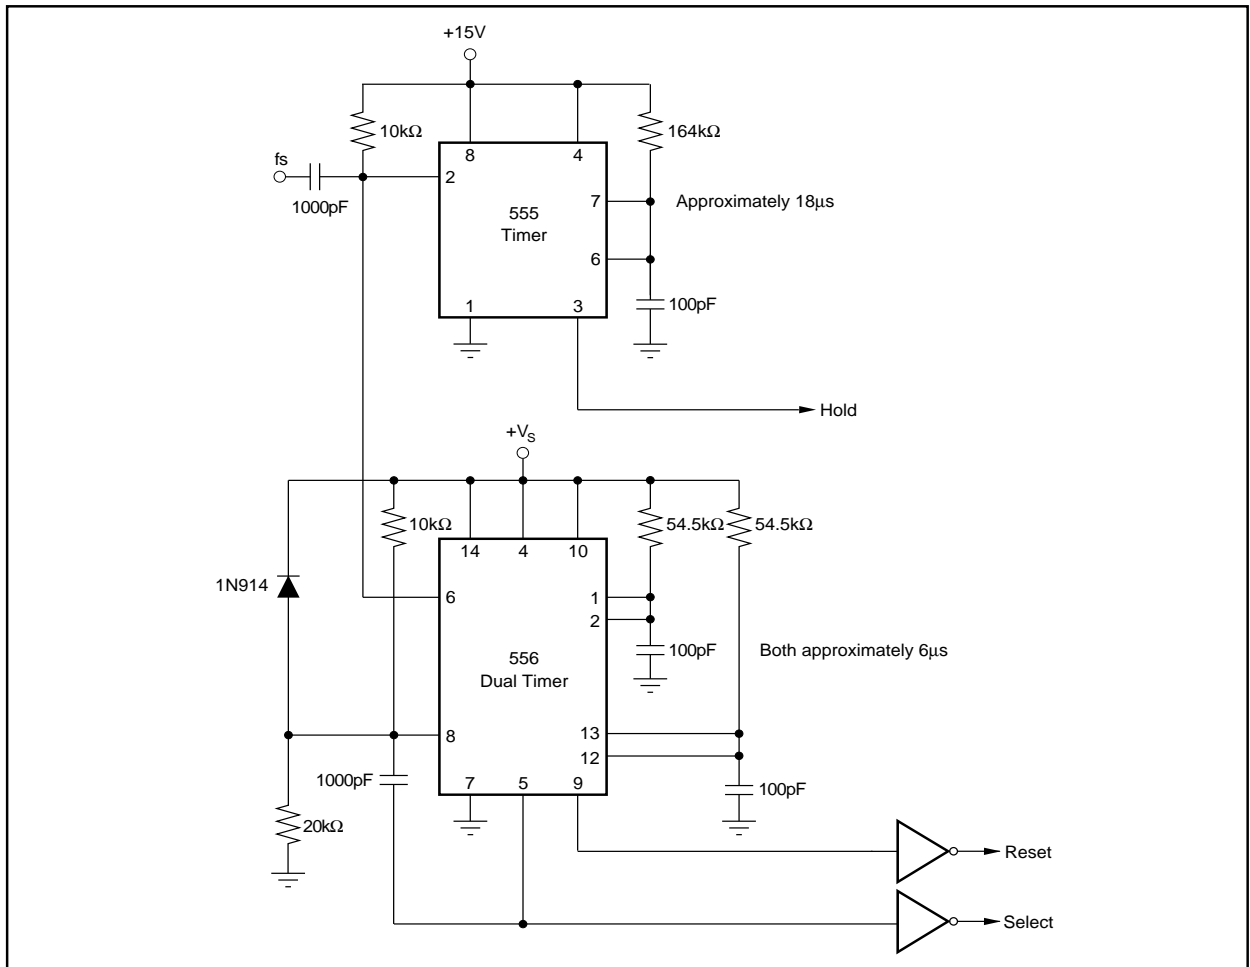 +15V
10kΩ
164kΩ
8
4
fs
2
1000pF
7
Approximately 18µs
555
Timer
6
1
3
100pF
Hold
+VS
10kΩ
54.5kΩ
54.5kΩ
14
4
10
1N914
6
1
2
100pF
Both approximately 6µs
556
Dual Timer
8
13
12
1000pF
7
5
9
100pF
20kΩ
Reset
Select